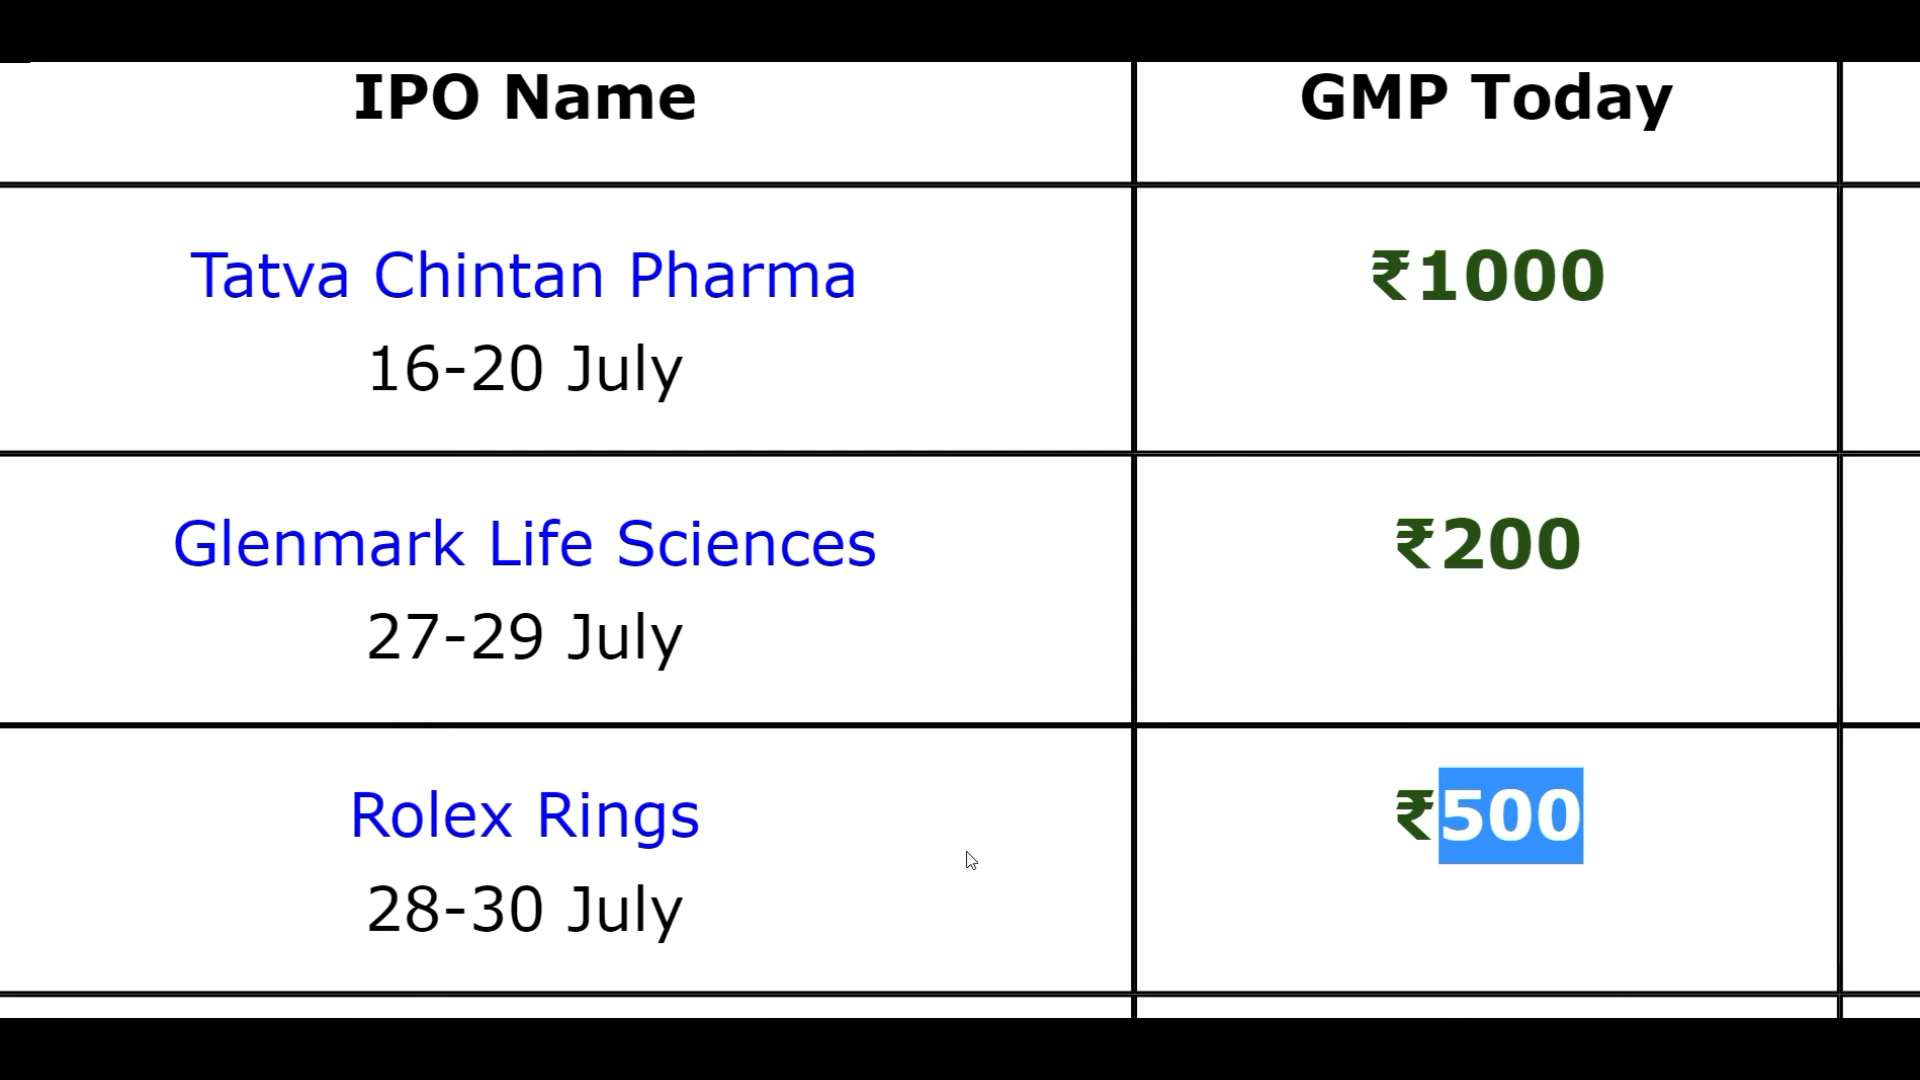 IPO Name
GMP Today
Tatva Chintan Pharma
16-20 July
₹1000
Glenmark Life Sciences
27-29 July
₹200
Rolex Rings
28-30 July
₹500